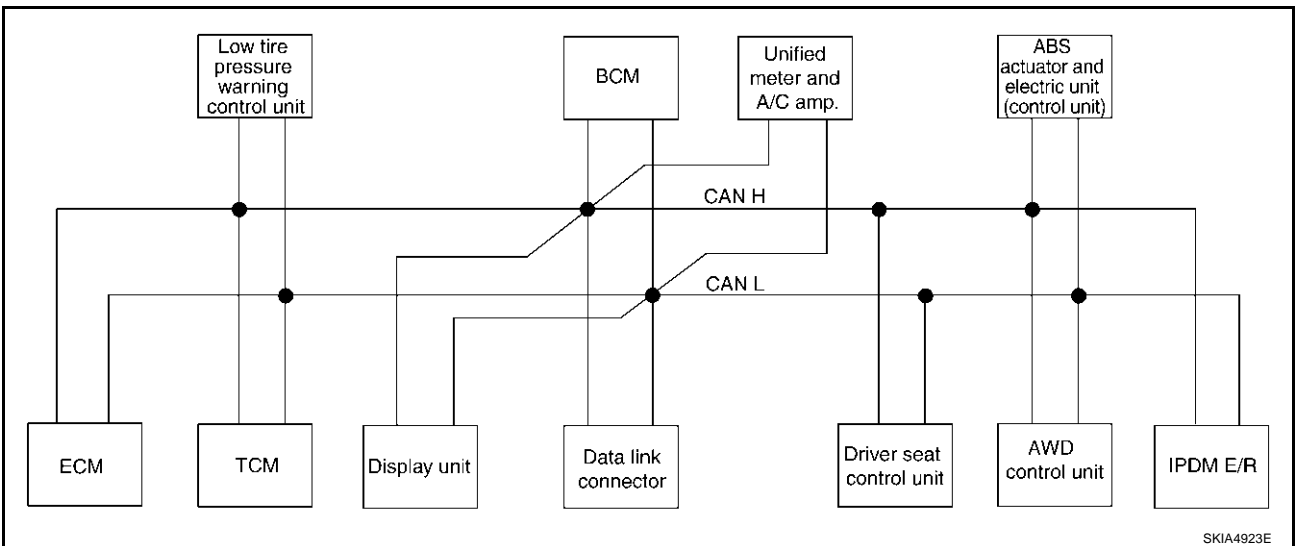 Low tire
pressure
warning
control unit
BCM
Unified
meter and
A/C amp.
ABS
actuator and
electric unit
(control unit)
CAN H
CAN L
ECM
TCM
Display unit
Data link
connector
Driver seat
control unit
AWD
control unit
IPDM E/R
SKIA4923E